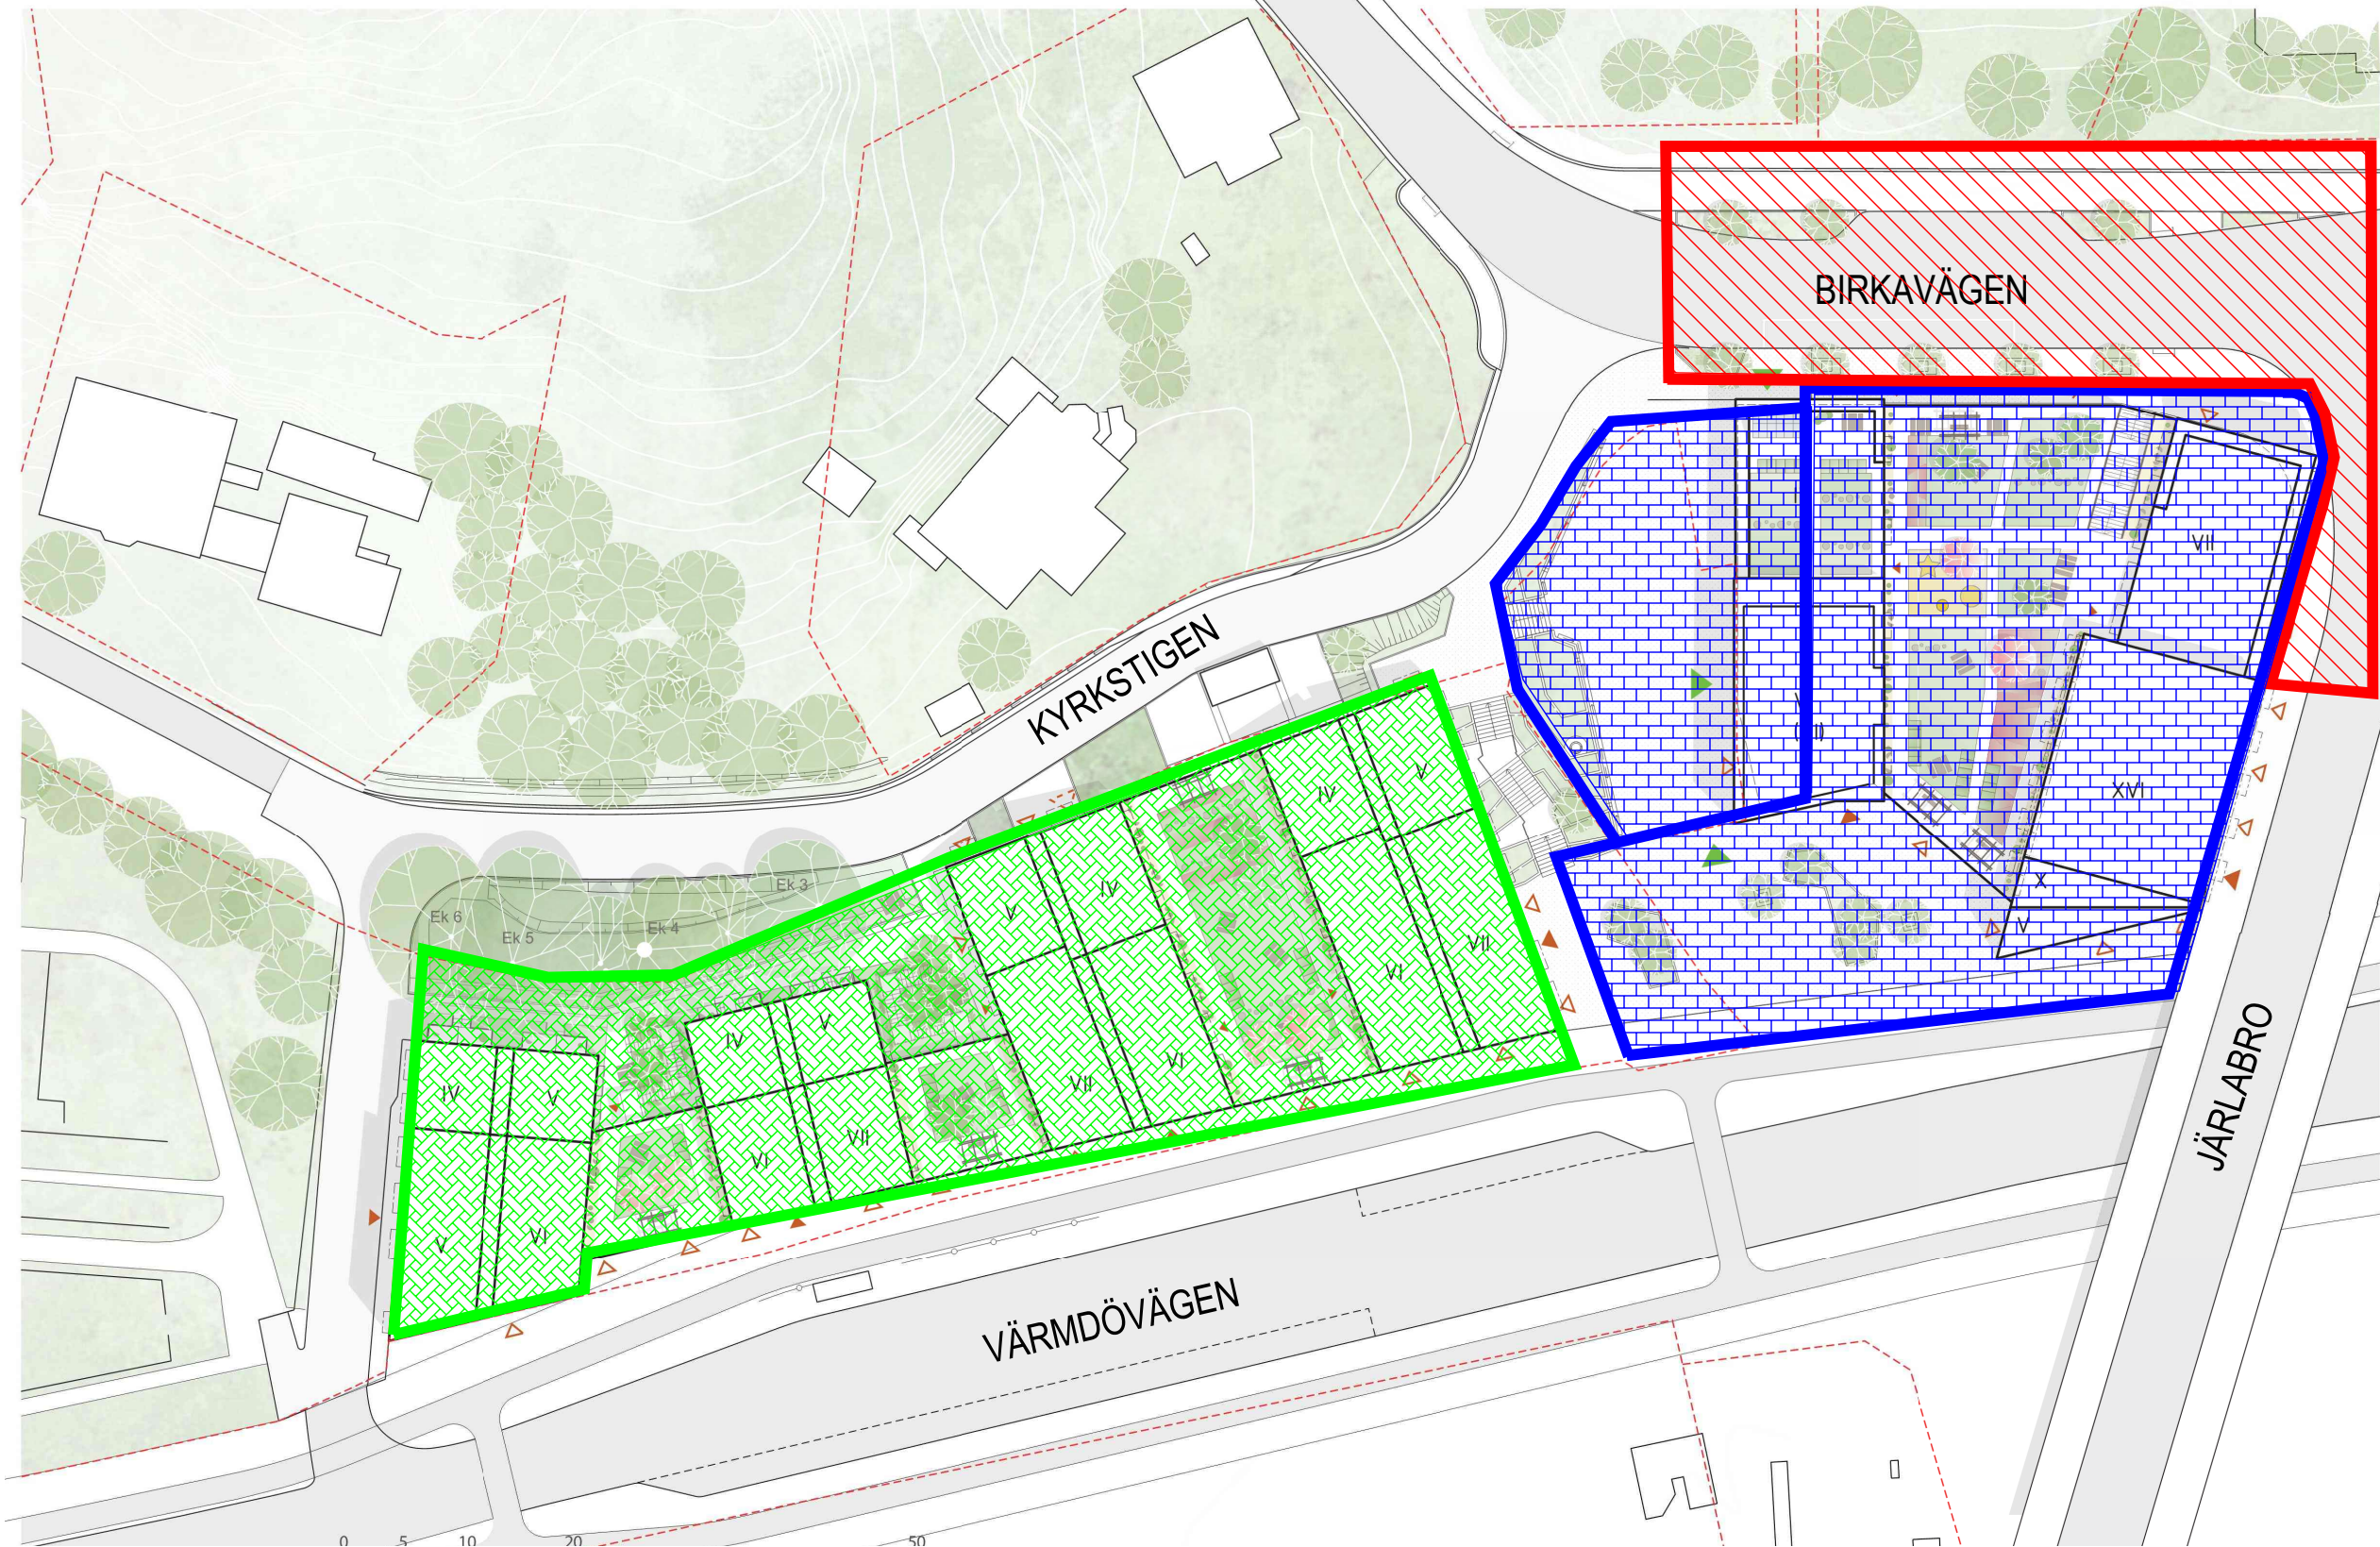 BIRKAVÄGEN
VII
KYRKSTIGEN
V
IV
XVI
Ek 3
X
Ek 6
Ek 4
IV
V
V
Ek 5
VII
VI
V
IV
IV
V
VI
VII
VII
VI
JÄRLABRO
V
VI
VÄRMDÖVÄGEN
0 5 10 20 50